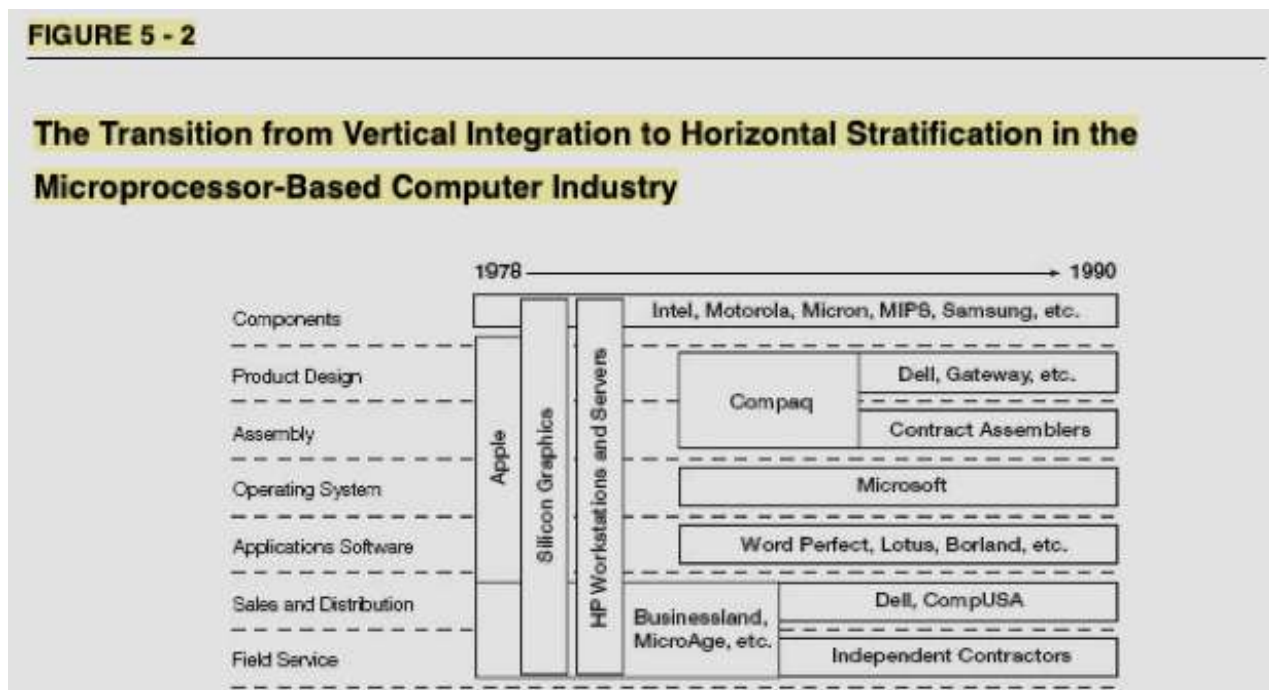 FIGURE 5 - 2
The Transition from Vertical Integration to Horizontal Stratification in the
Microprocessor-Based Computer Industry
1978
1990
Components
Intel, Motorola, Micron, MIPS, Samsung, etc.
Product Design
Dell, Gateway, etc.
Compaq
Assembly
Contract Assemblers
Apple
Silicon Graphics
HP Workstations and Servers
Operating System
Microsoft
Applications Software
Word Perfect, Lotus, Borland, etc.
Sales and Distribution
Dell, CompUSA
Businessland,
MicroAge, etc.
Field Service
Independent Contractors